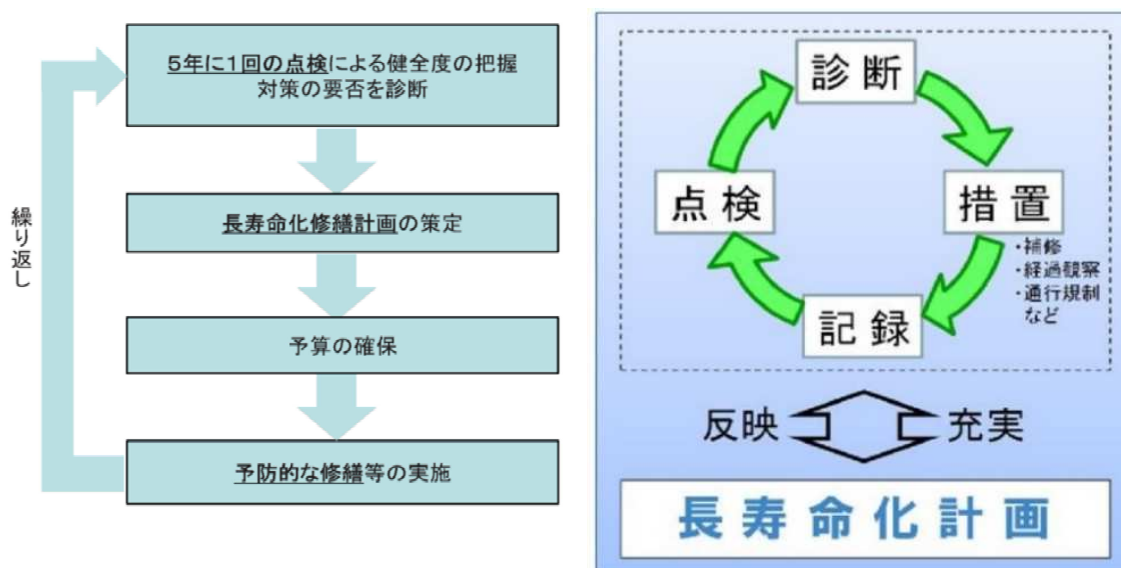 5年に1回の点検による健全度の把握
対策の要否を診断
長寿命化修繕計画の策定
予算の確保
予防的な修繕等の実施
繰り返し
診断
点検
措置
・補修
・経過観察
・通行規制
など
記録
反映
充実
長寿命化計画